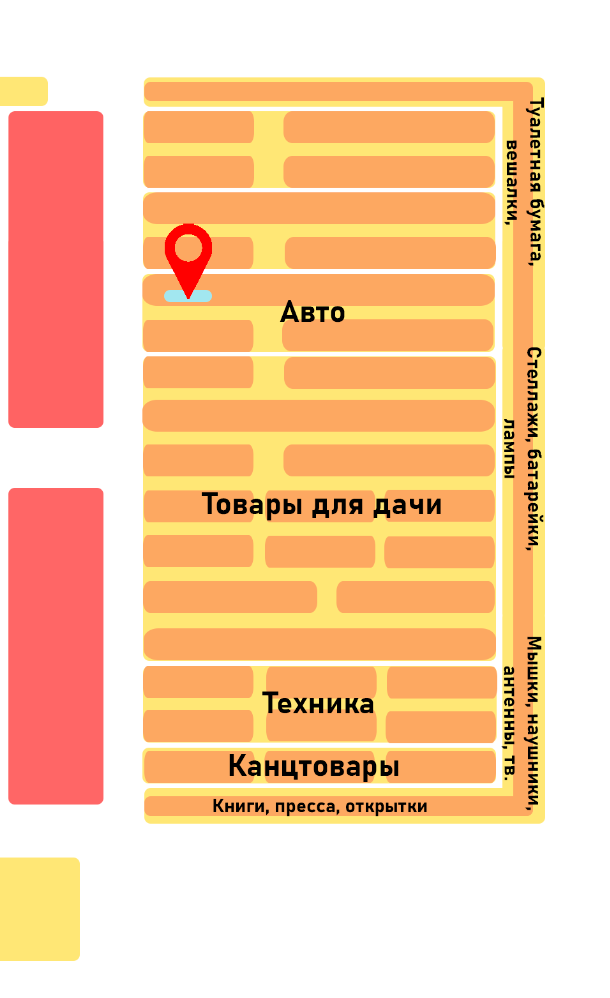 Туалетная бумага,
вешалки,
Авто
Стеллажи, батарейки,
лампы
Товары для дачи
Мышки, наушники,
антенны, тв.
Техника
Канцтовары
Книги, пресса, открытки